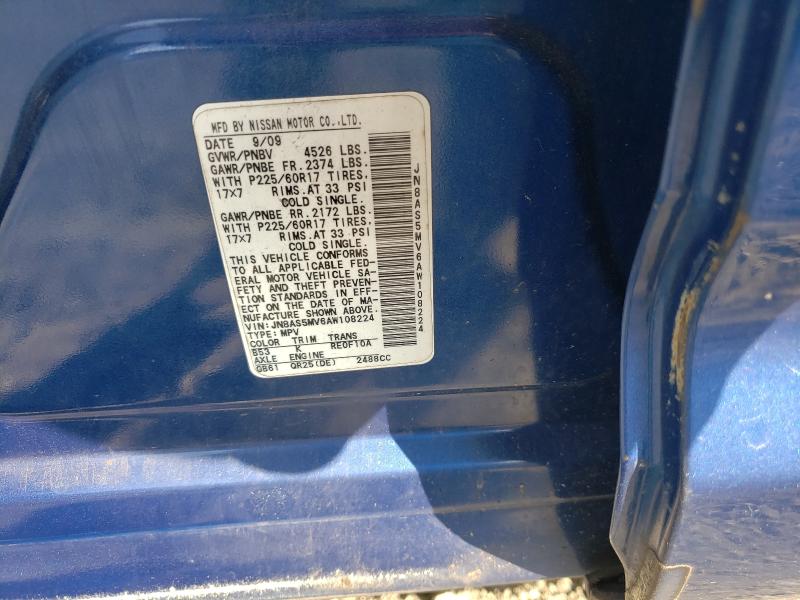 MFD BY NISSAN MOTOR CO.,LTD.
DATE 9/09
GVWR/PNBV 4526 LBS.
GAWR/PNBE FR. 2374 LBS.
WITH P225/60R17 TIRES.
17X7 RIMS. AT 33 PSI
COLD SINGLE.
GAWR/PNBE RR. 2172 LBS.
WITH P225/60R17 TIRES.
17X7 RIMS. AT 33 PSI
COLD SINGLE.
THIS VEHICLE CONFORMS
TO ALL APPLICABLE FED-
ERAL MOTOR VEHICLE SA-
FETY AND THEFT PREVEN-
TION STANDARDS IN EFF-
ECT ON THE DATE OF MA-
NUFACTURE SHOWN ABOVE.
VIN: JN8AS5MV6AW108224
TYPE: MPV
COLOR TRIM TRANS
B53 K RE0F10A
AXLE ENGINE
GB61 QR25(DE) 2488CC
JN8AS5MV6AW108224